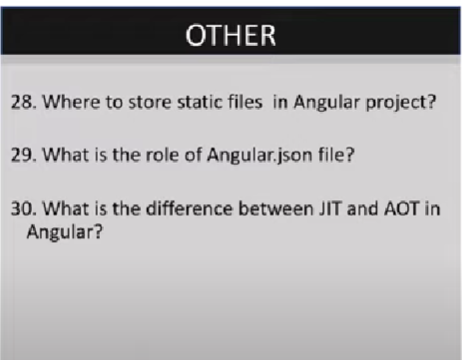 OTHER
28. Where to store static files in Angular project?
29. What is the role of Angular.json file?
30. What is the difference between JIT and AOT in
Angular?